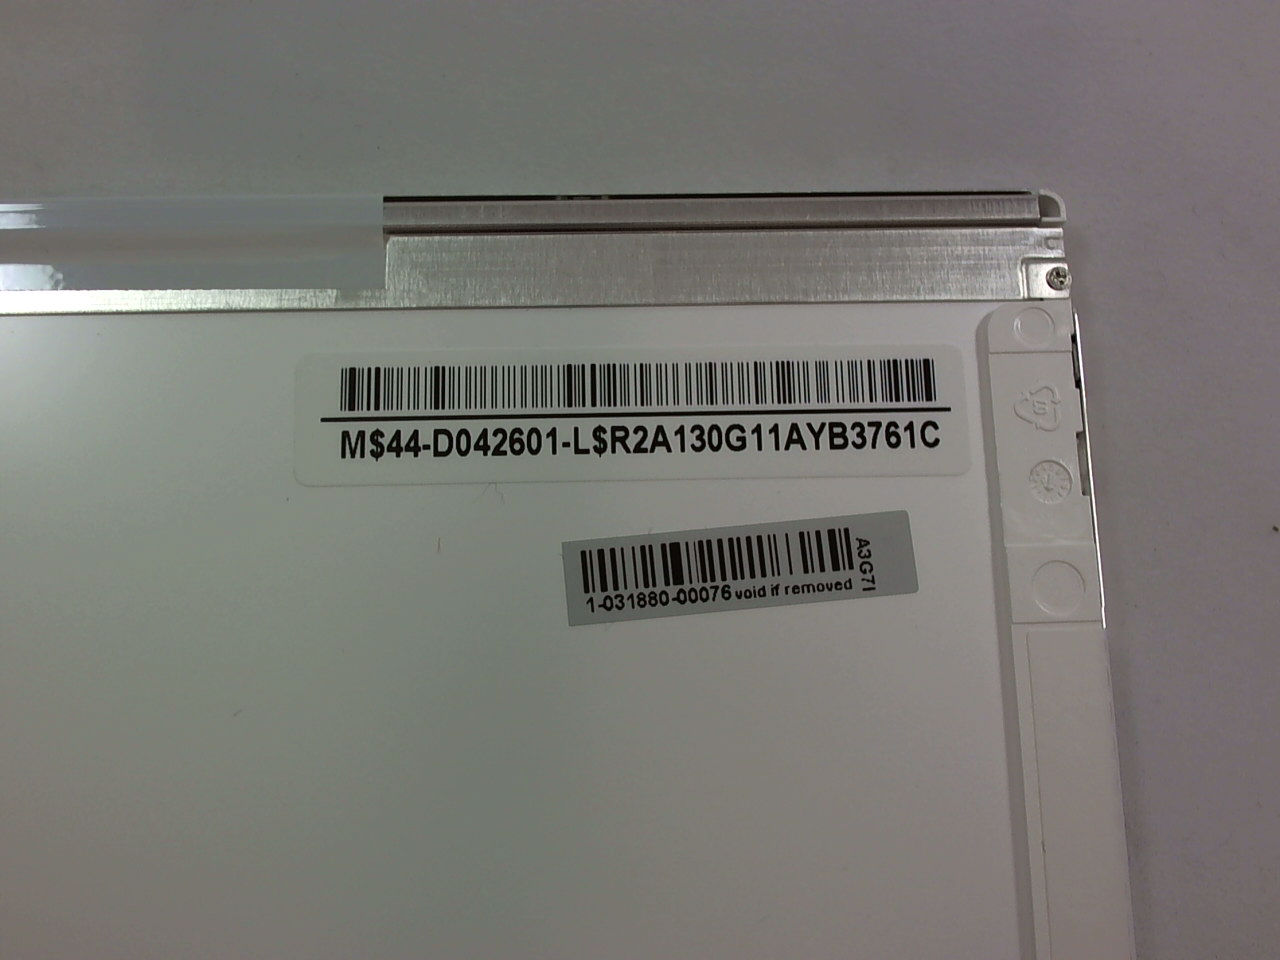 M$44-D042601-L$R2A130G11AYB3761C
1-031880-00076 void if removed
A3G7I